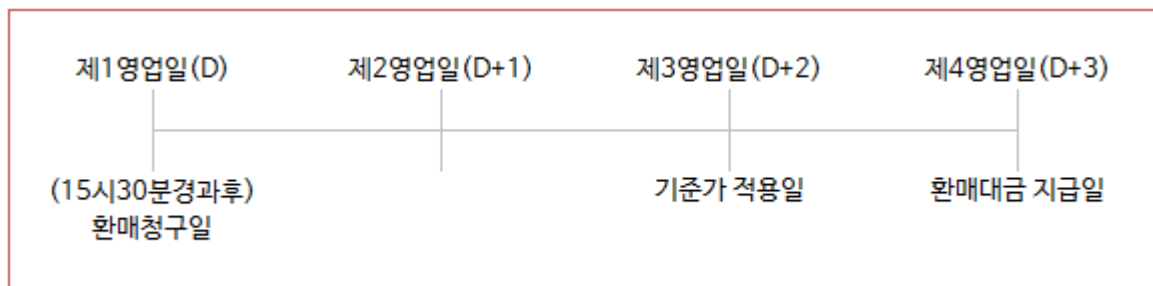 제1영업일(D) 제2영업일(D+1) 제3영업일(D+2) 제4영업일(D+3)
(15시30분경과후) 기준가 적용일 환매대금 지급일
환매청구일